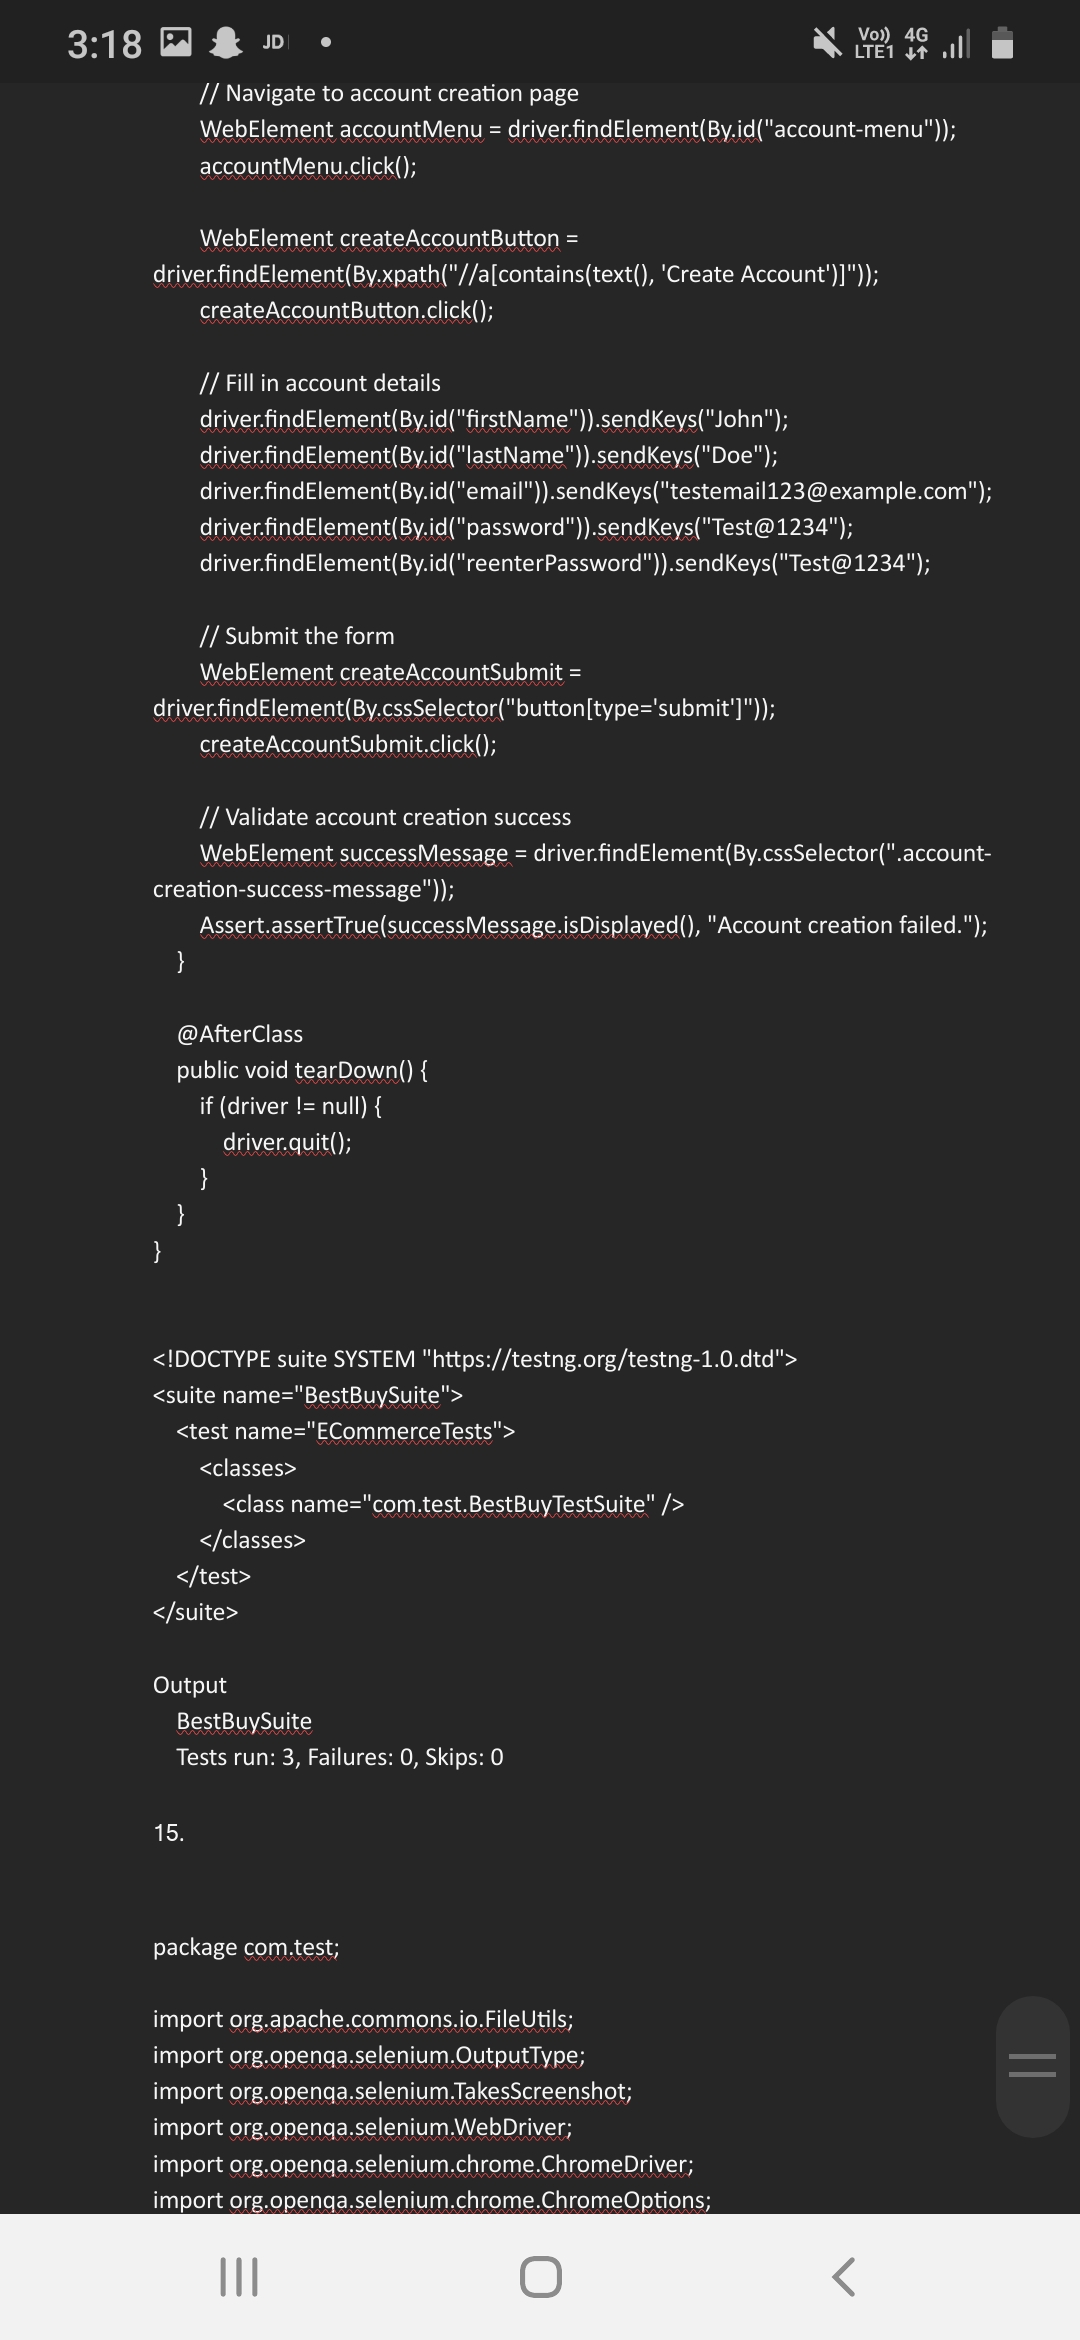 3:18 JD Vo)) LTE1 4G
// Navigate to account creation page
WebElement accountMenu = driver.findElement(By.id("account-menu"));
accountMenu.click();
WebElement createAccountButton =
driver.findElement(By.xpath("//a[contains(text(), 'Create Account')]"));
createAccountButton.click();
// Fill in account details
driver.findElement(By.id("firstName")).sendKeys("John");
driver.findElement(By.id("lastName")).sendKeys("Doe");
driver.findElement(By.id("email")).sendKeys("testemail123@example.com");
driver.findElement(By.id("password")).sendKeys("Test@1234");
driver.findElement(By.id("reenterPassword")).sendKeys("Test@1234");
// Submit the form
WebElement createAccountSubmit =
driver.findElement(By.cssSelector("button[type='submit']"));
createAccountSubmit.click();
// Validate account creation success
WebElement successMessage = driver.findElement(By.cssSelector(".account-
creation-success-message"));
Assert.assertTrue(successMessage.isDisplayed(), "Account creation failed.");
}
@AfterClass
public void tearDown() {
if (driver != null) {
driver.quit();
}
}
}
<!DOCTYPE suite SYSTEM "https://testng.org/testng-1.0.dtd">
<suite name="BestBuySuite">
<test name="ECommerceTests">
<classes>
<class name="com.test.BestBuyTestSuite" />
</classes>
</test>
</suite>
Output
BestBuySuite
Tests run: 3, Failures: 0, Skips: 0
15.
package com.test;
import org.apache.commons.io.FileUtils;
import org.openqa.selenium.OutputType;
import org.openqa.selenium.TakesScreenshot;
import org.openqa.selenium.WebDriver;
import org.openqa.selenium.chrome.ChromeDriver;
import org.openqa.selenium.chrome.ChromeOptions;